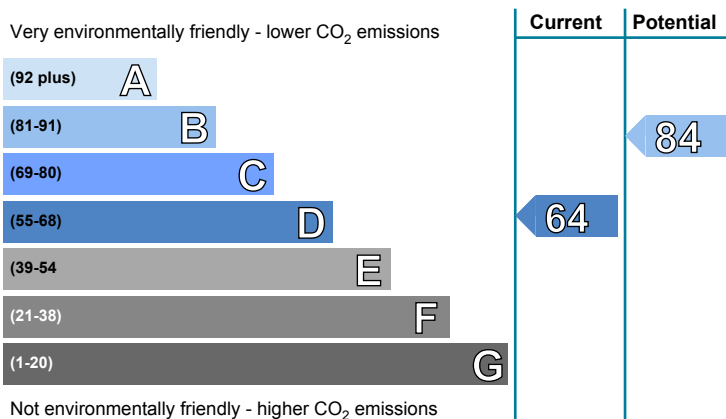 Current Potential
Very environmentally friendly - lower CO2 emissions
(92 plus) A
(81-91) B
84
(69-80) C
(55-68) D 64
(39-54 E
(21-38) F
(1-20) G
Not environmentally friendly - higher CO2 emissions